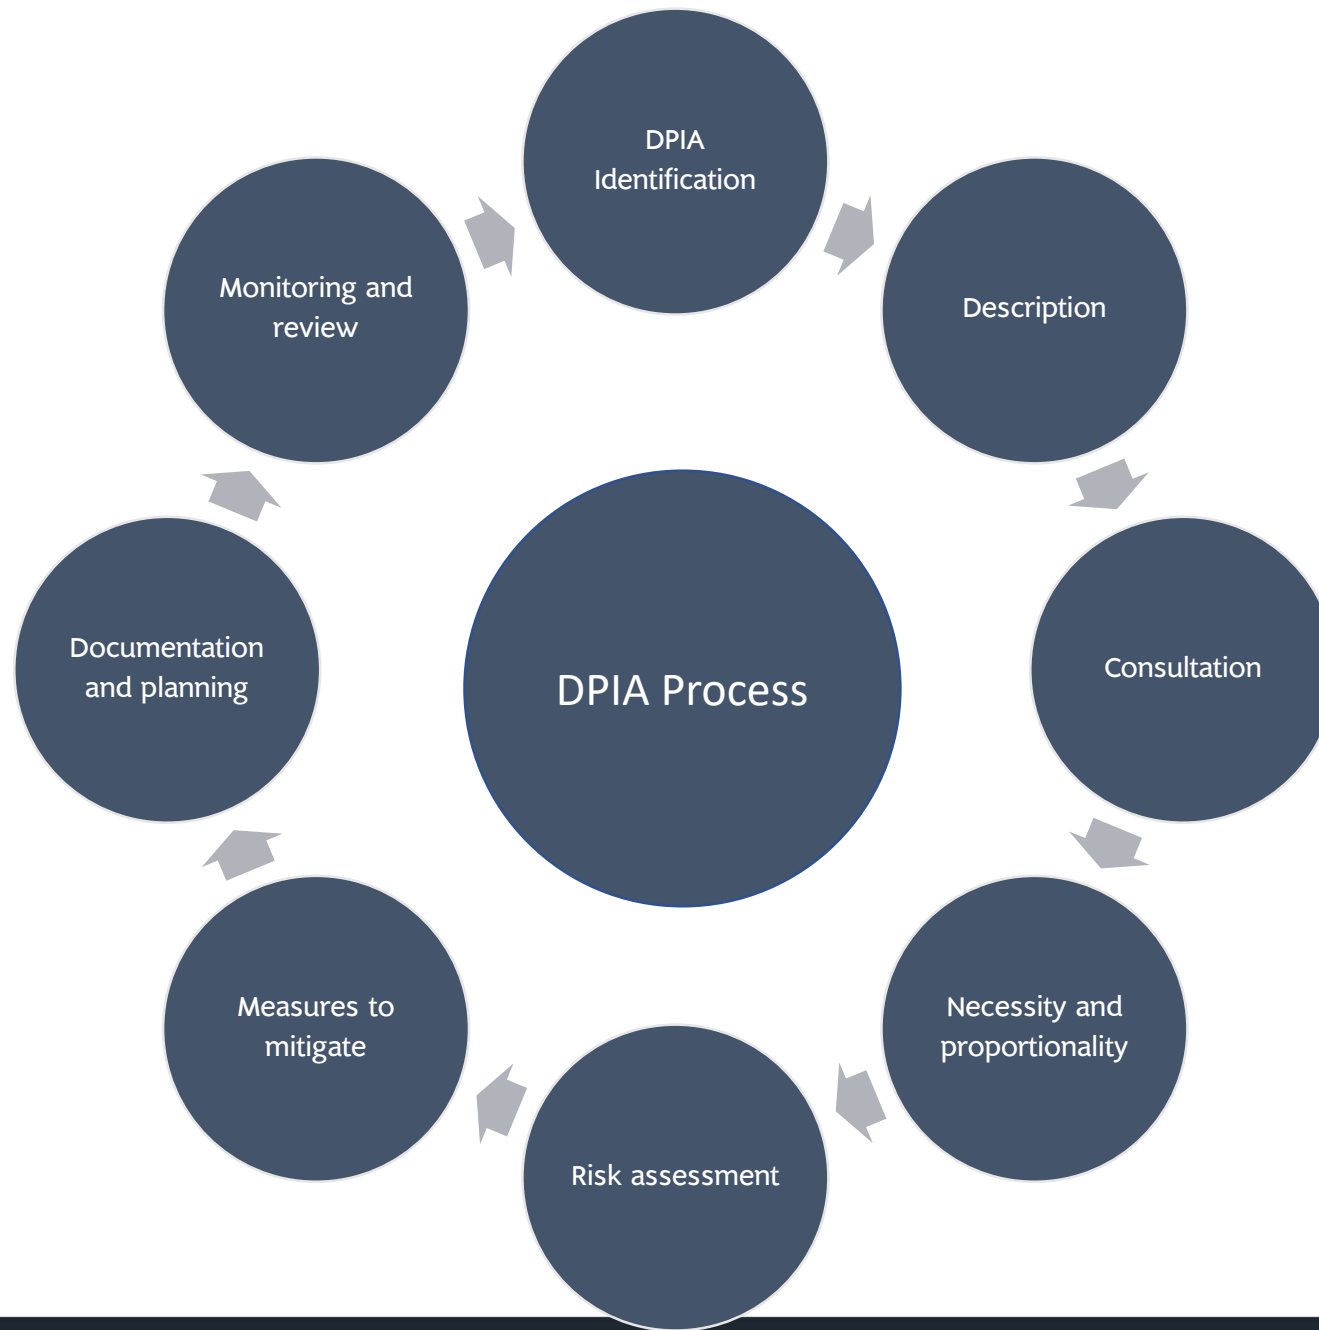 DPIA
Identification
Description
Consultation
Necessity and
proportionality
Risk assessment
Measures to
mitigate
Documentation
and planning
Monitoring and
review
DPIA Process